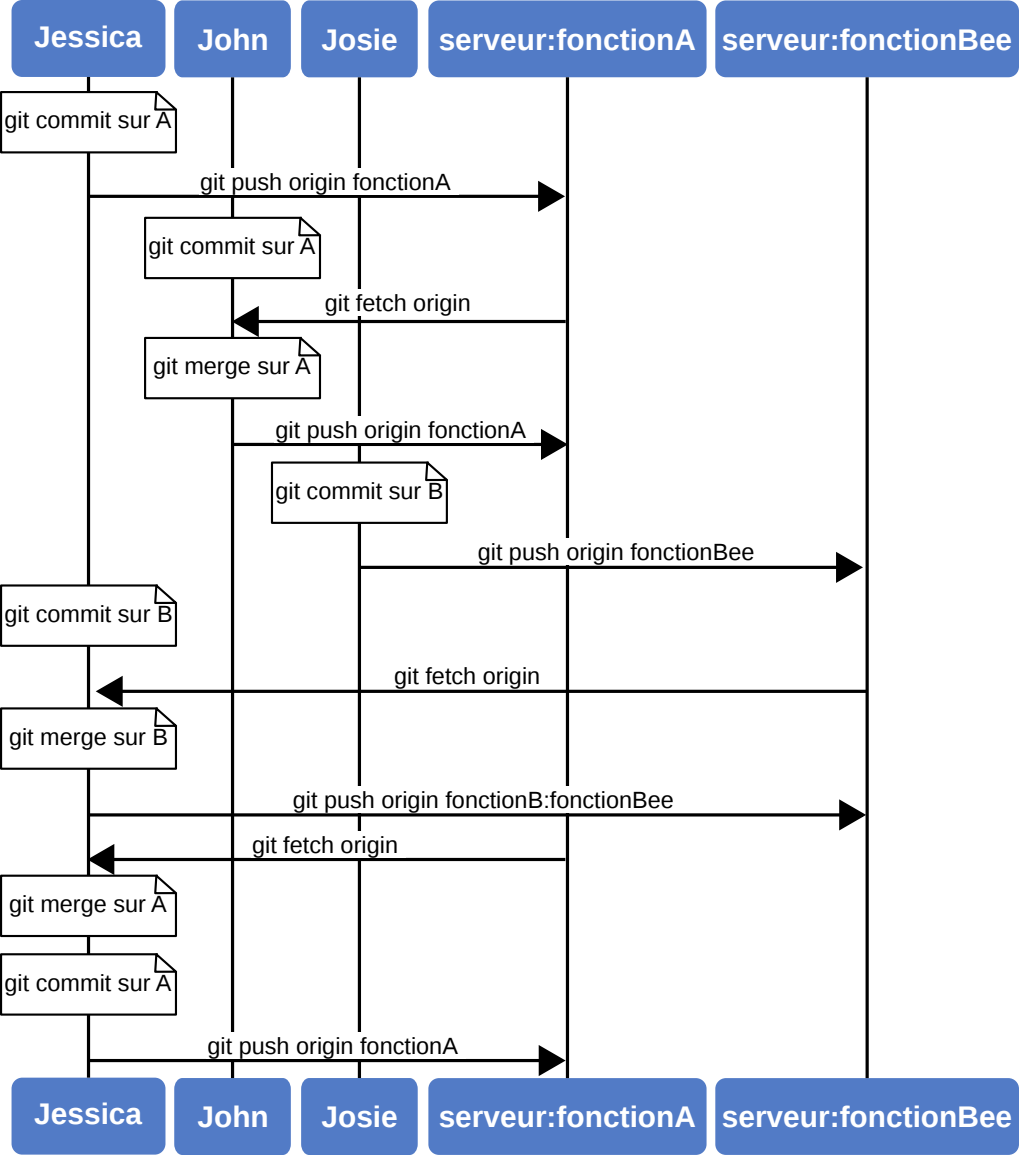 Jessica
John
Josie
serveur:fonctionA
serveur:fonctionBee
git commit sur A
git push origin fonctionA
git commit sur A
git fetch origin
git merge sur A
git push origin fonctionA
git commit sur B
git push origin fonctionBee
git commit sur B
git fetch origin
git merge sur B
git push origin fonctionB:fonctionBee
git fetch origin
git merge sur A
git commit sur A
git push origin fonctionA
Jessica
John
Josie
serveur:fonctionA
serveur:fonctionBee